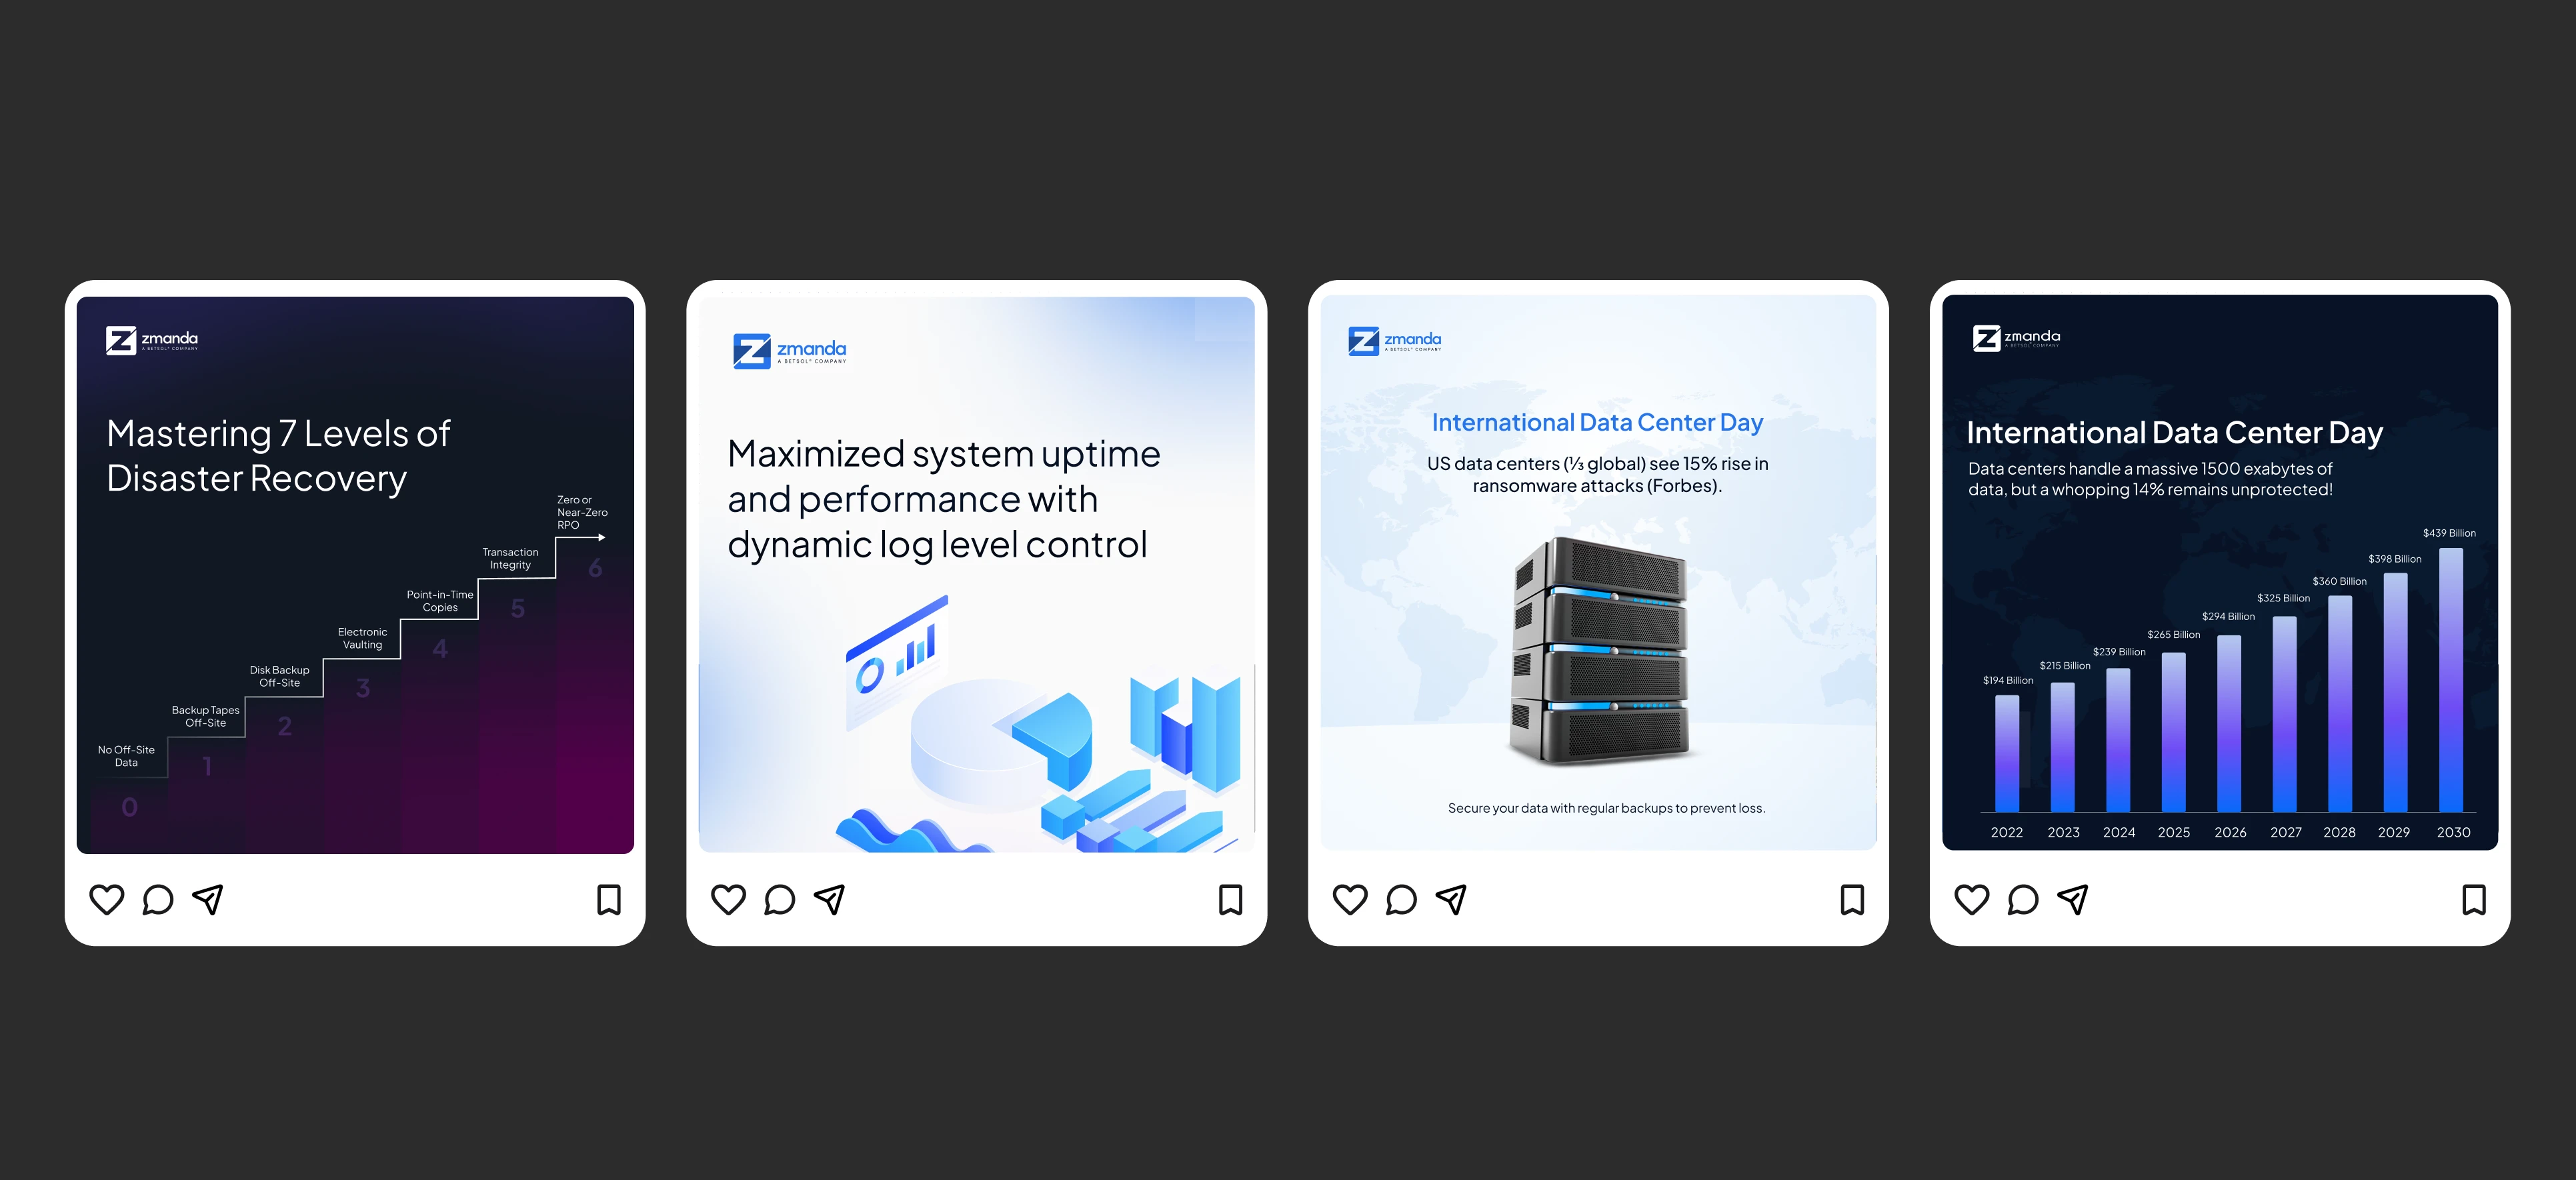 zmanda
A BETSOL® COMPANY
Mastering 7 Levels of
Disaster Recovery
Zero or
Near-Zero
RPO
6
Transaction
Integrity
5
Point-in-Time
Copies
4
Electronic
Vaulting
3
Disk Backup
Off-Site
2
Backup Tapes
Off-Site
1
No Off-Site
Data
0
zmanda
A BETSOL® COMPANY
Maximized system uptime
and performance with
dynamic log level control
zmanda
A BETSOL® COMPANY
International Data Center Day
US data centers (⅓ global) see 15% rise in
ransomware attacks (Forbes).
Secure your data with regular backups to prevent loss.
zmanda
A BETSOL® COMPANY
International Data Center Day
Data centers handle a massive 1500 exabytes of
data, but a whopping 14% remains unprotected!
$194 Billion
$215 Billion
$239 Billion
$265 Billion
$294 Billion
$325 Billion
$360 Billion
$398 Billion
$439 Billion
2022 2023 2024 2025 2026 2027 2028 2029 2030